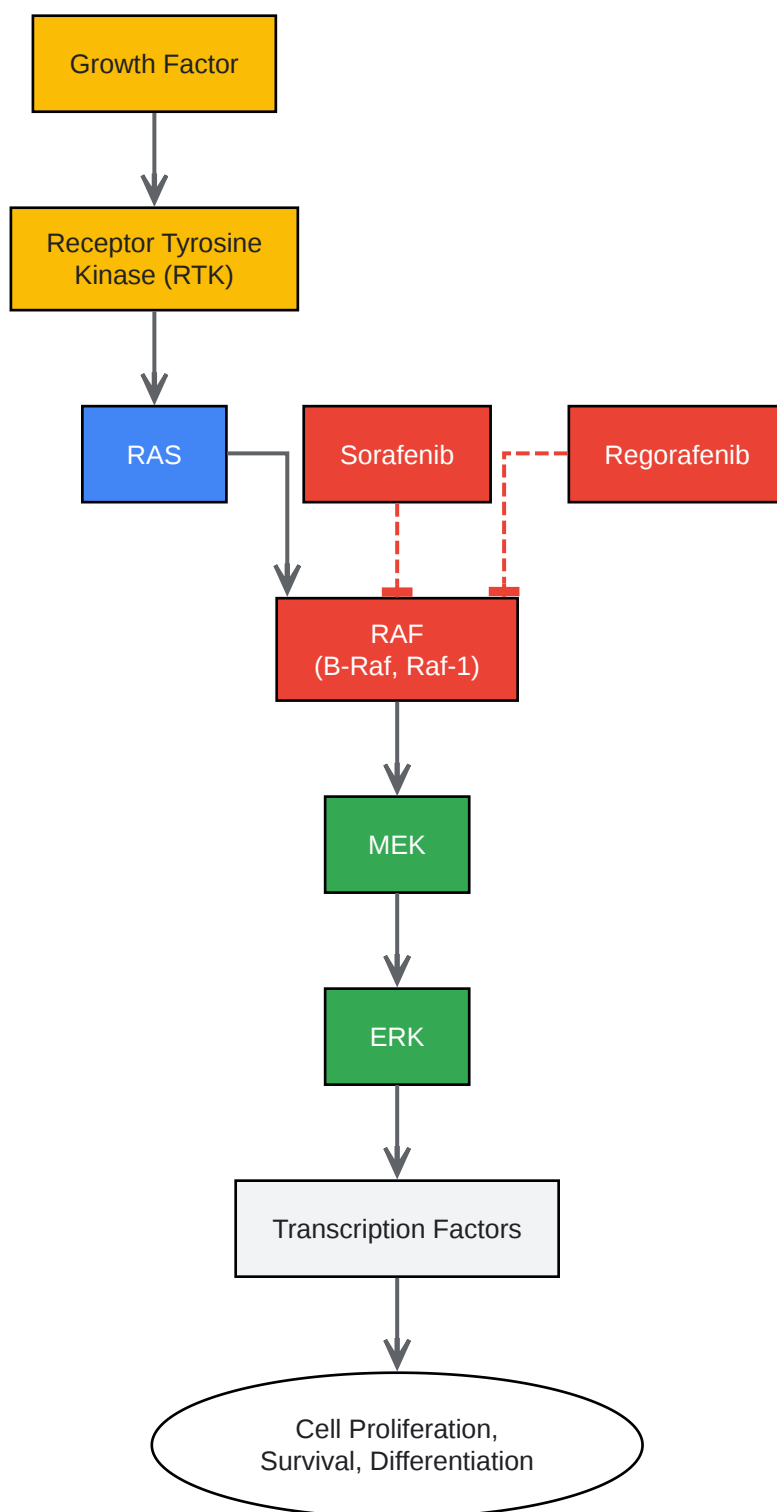 Growth Factor
Receptor Tyrosine
Kinase (RTK)
RAS
Sorafenib
Regorafenib
RAF
(B-Raf, Raf-1)
MEK
ERK
Transcription Factors
Cell Proliferation,
Survival, Differentiation